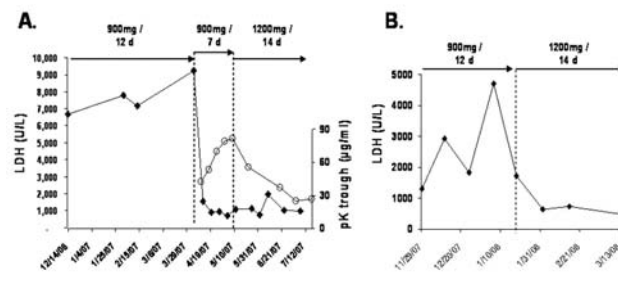 A.
900mg /
12 d
900mg /
7 d
1200mg /
14 d
10,000
9,000
8,000
7,000
6,000
5,000
4,000
3,000
2,000
1,000
-
LDH (U/L)
90
60
30
0
pK trough (µg/ml)
12/14/06
1/4/07
1/25/07
2/15/07
3/8/07
3/29/07
4/19/07
5/10/07
5/31/07
6/21/07
7/12/07
B.
900mg /
12 d
1200mg /
14 d
5000
4000
3000
2000
1000
0
LDH (U/L)
11/29/07
12/20/07
1/10/08
1/31/08
2/21/08
3/13/08